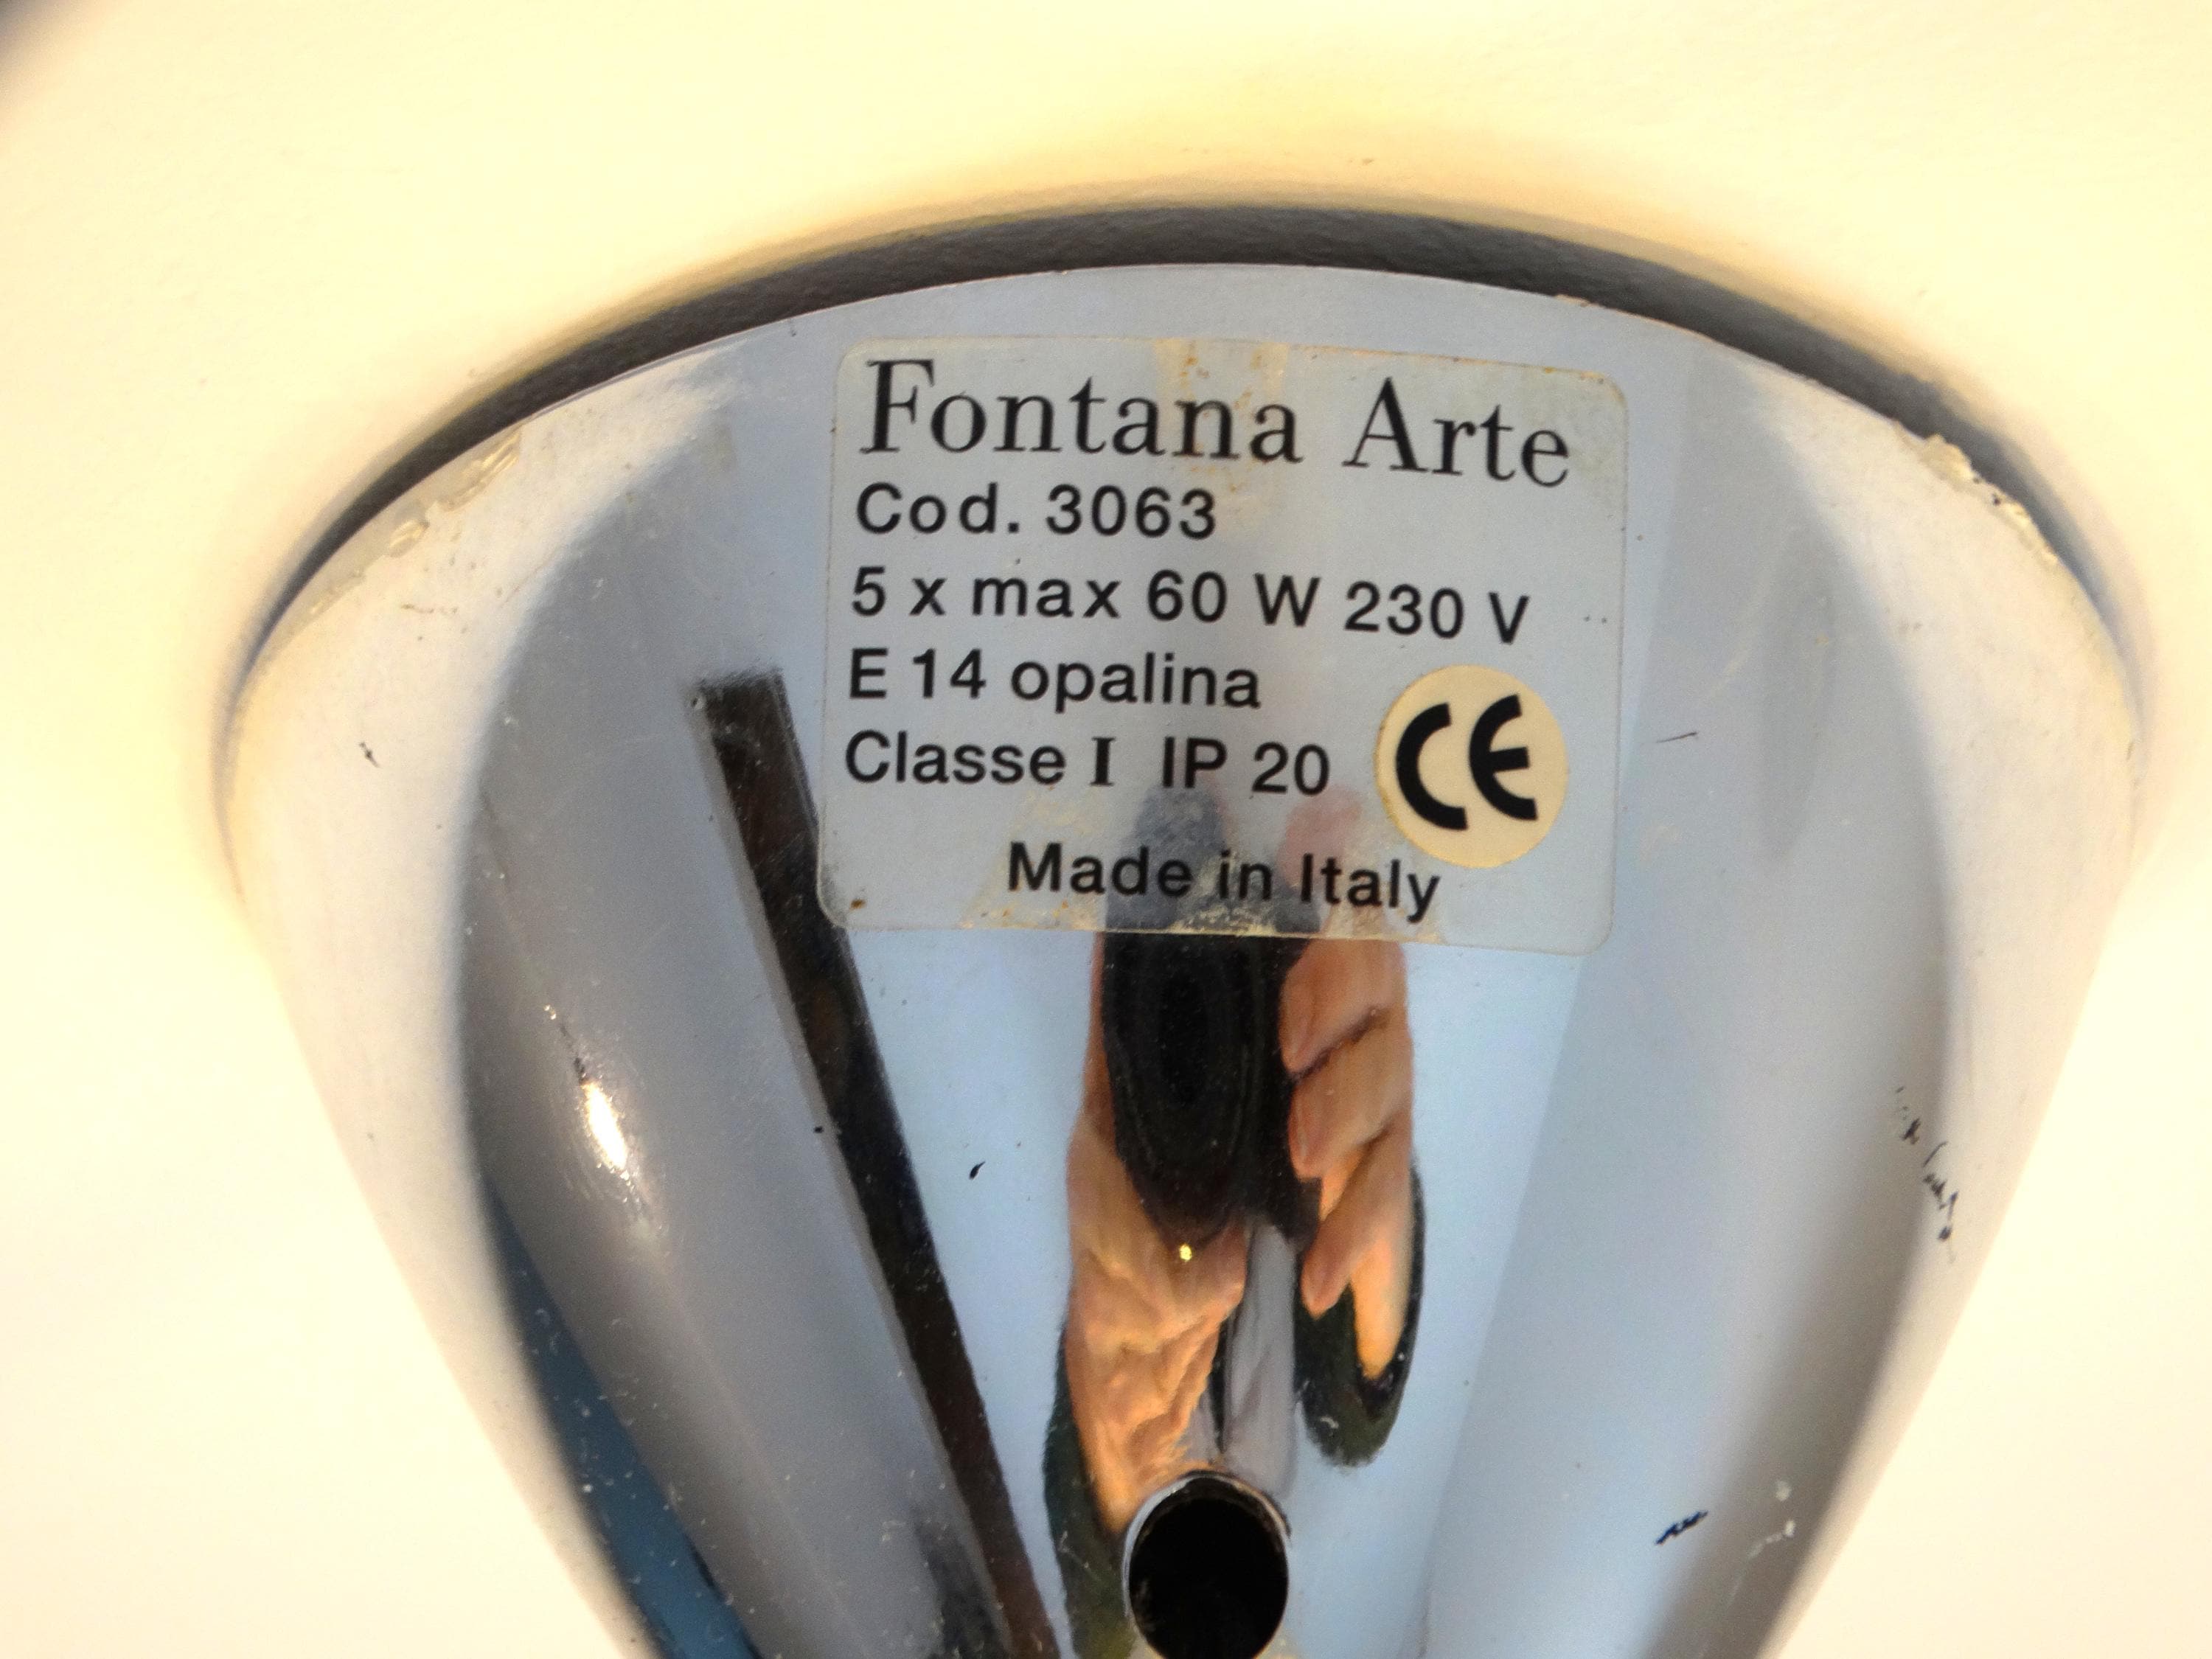 Fontana Arte
Cod. 3063
5 x max 60 W 230 V
E 14 opalina
Classe I IP 20
CE
Made in Italy